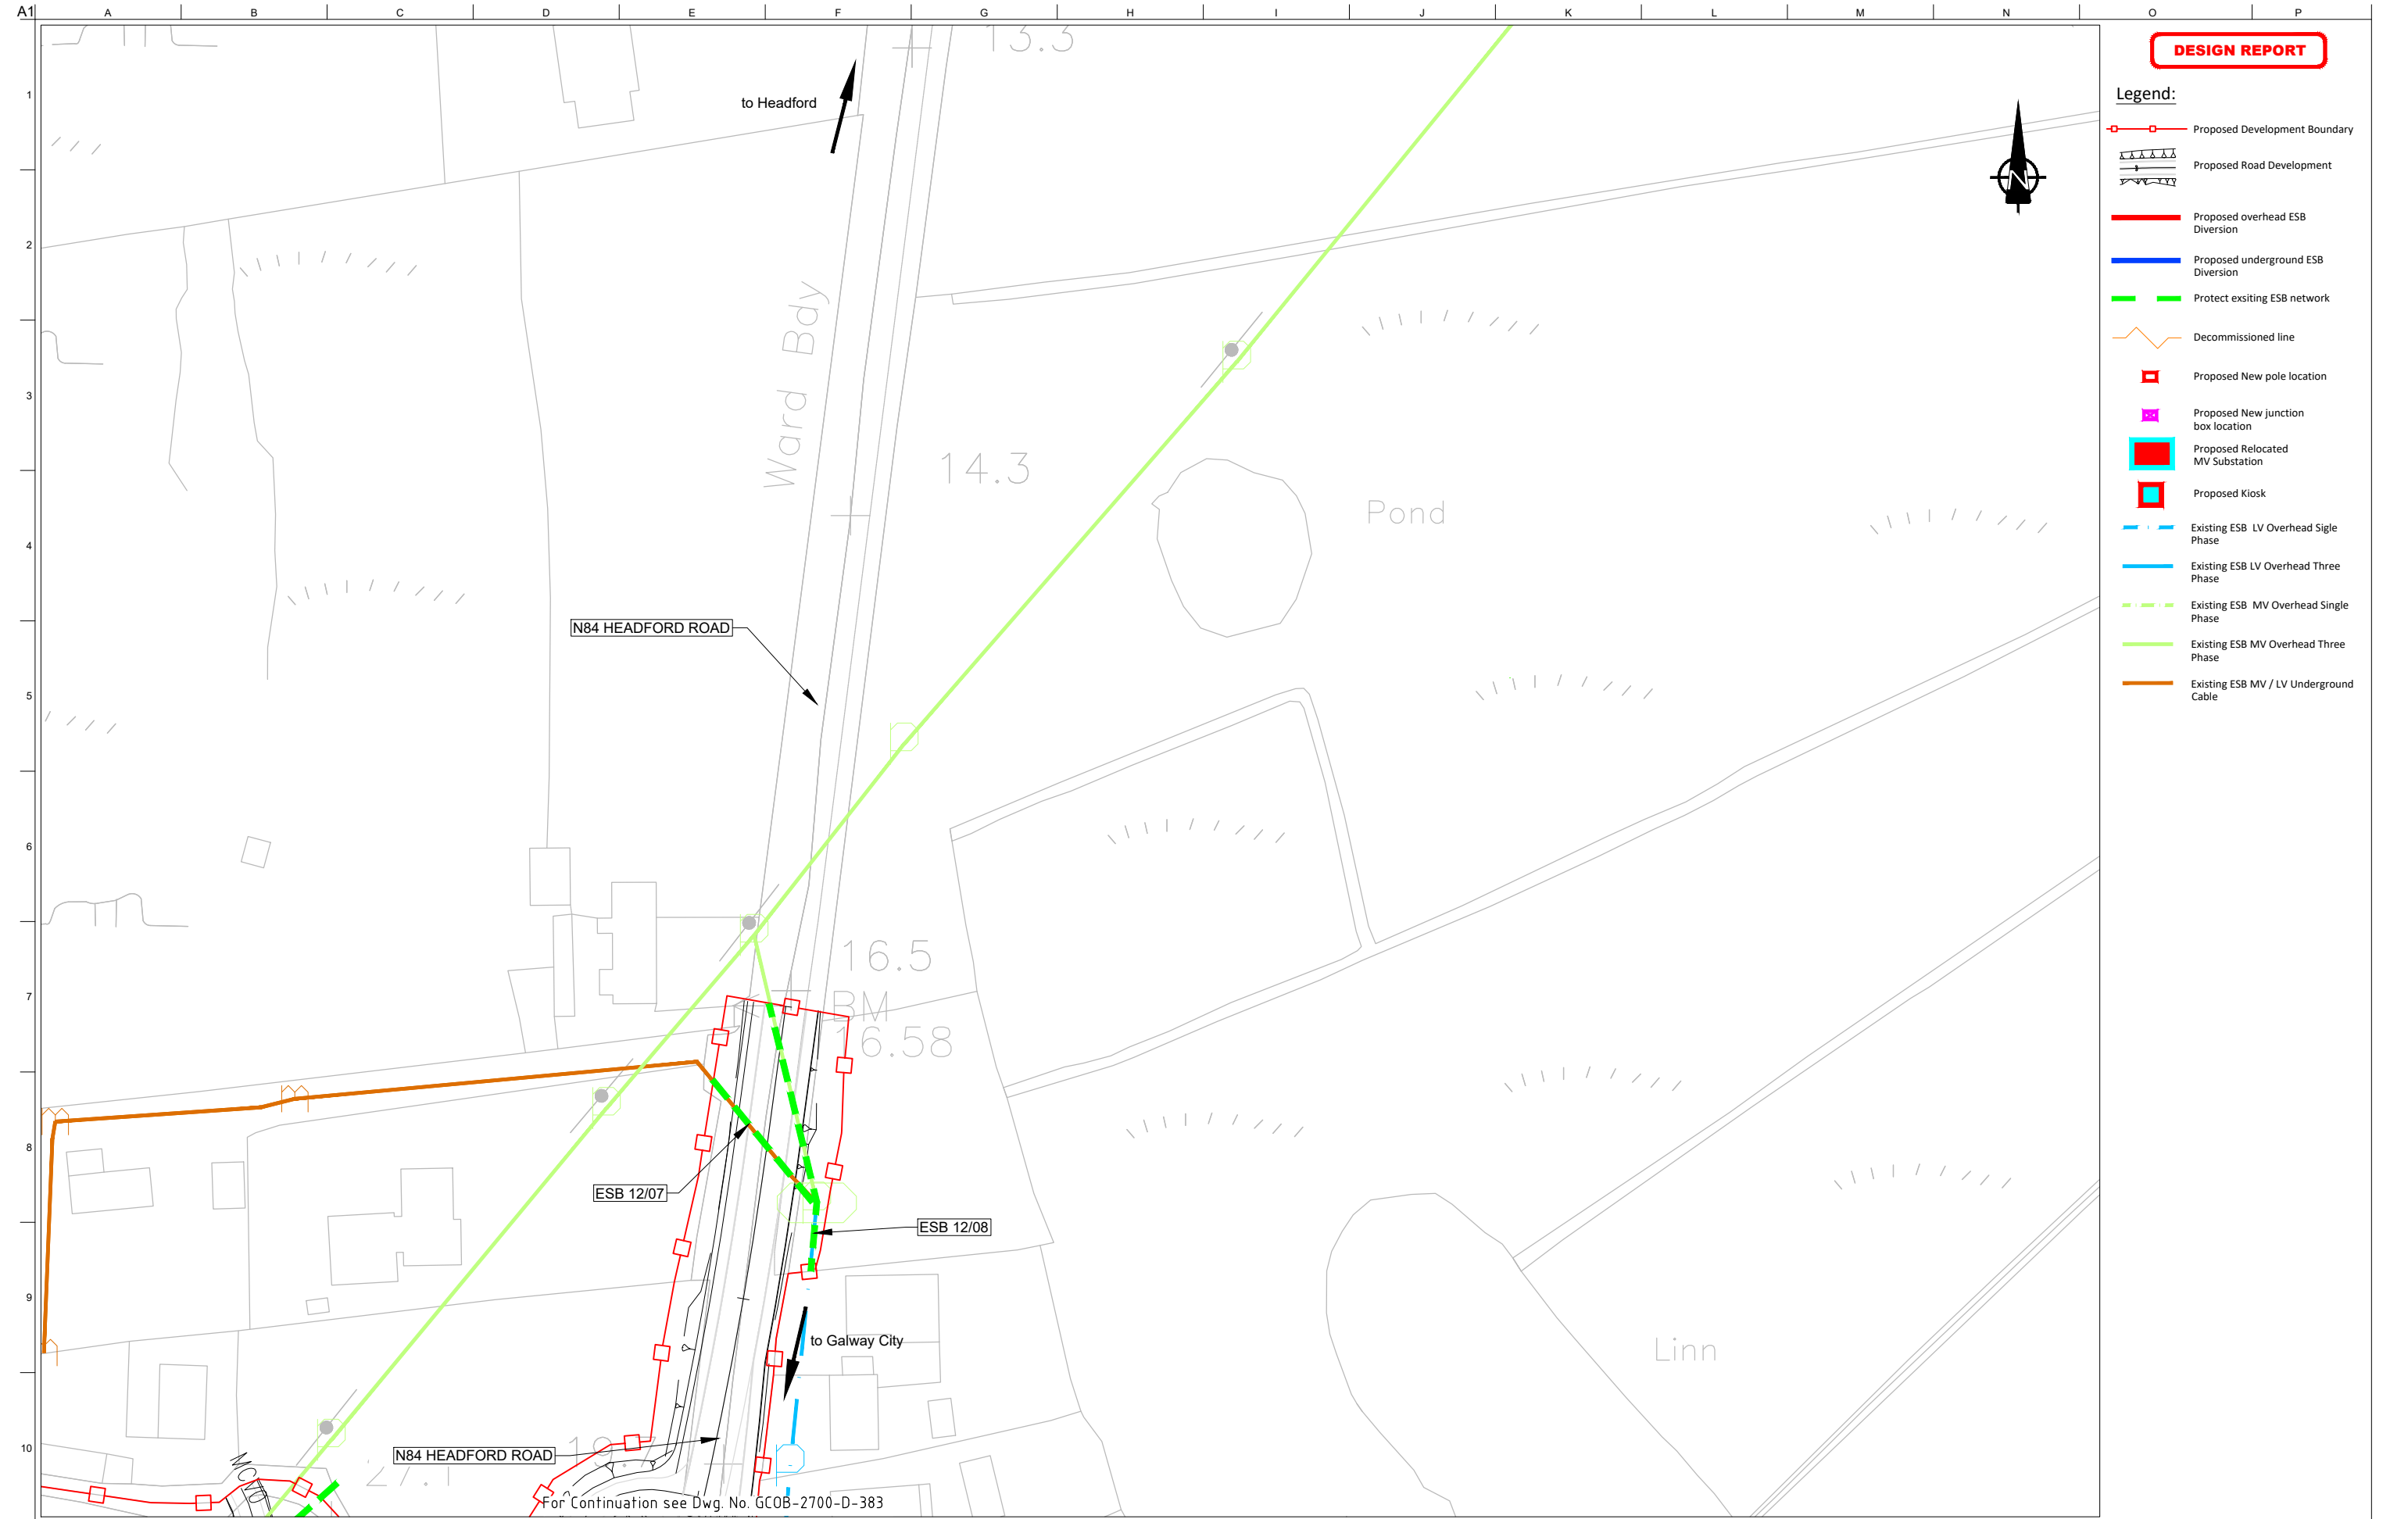 A1
A B C D E F G H I J K L M N O P
1
2
3
4
5
6
7
8
9
10
13.3
to Headford
Ward Bdy
14.3
Pond
N84 HEADFORD ROAD
16.5
BM
16.58
ESB 12/07
ESB 12/08
to Galway City
Linn
N84 HEADFORD ROAD
For Continuation see Dwg. No. GCOB-2700-D-383
N
DESIGN REPORT
Legend:
Proposed Development Boundary
Proposed Road Development
Proposed overhead ESB
Diversion
Proposed underground ESB
Diversion
Protect exsiting ESB network
Decommissioned line
Proposed New pole location
Proposed New junction
box location
Proposed Relocated
MV Substation
Proposed Kiosk
Existing ESB LV Overhead Sigle
Phase
Existing ESB LV Overhead Three
Phase
Existing ESB MV Overhead Single
Phase
Existing ESB MV Overhead Three
Phase
Existing ESB MV / LV Underground
Cable